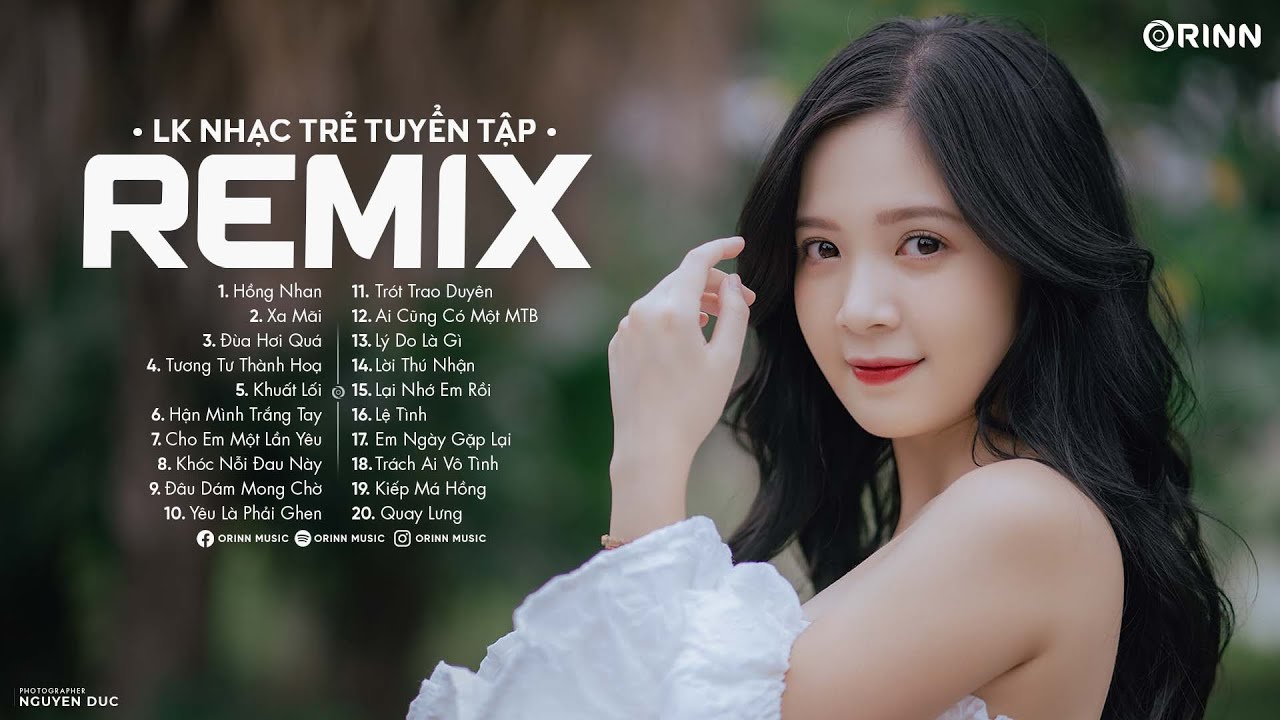 ORINN
• LK NHẠC TRẺ TUYỂN TẬP •
REMIX
1. Hồng Nhan
2. Xa Mãi
3. Đùa Hơi Quá
4. Tương Tư Thành Hoạ
5. Khuất Lối
6. Hận Mình Trắng Tay
7. Cho Em Một Lần Yêu
8. Khóc Nỗi Đau Này
9. Đâu Dám Mong Chờ
10. Yêu Là Phải Ghen
11. Trót Trao Duyên
12. Ai Cũng Có Một MTB
13. Lý Do Là Gì
14. Lời Thú Nhận
15. Lại Nhớ Em Rồi
16. Lệ Tình
17. Em Ngày Gặp Lại
18. Trách Ai Vô Tình
19. Kiếp Má Hồng
20. Quay Lưng
ORINN MUSIC ORINN MUSIC ORINN MUSIC
PHOTOGRAPHER
NGUYEN DUC